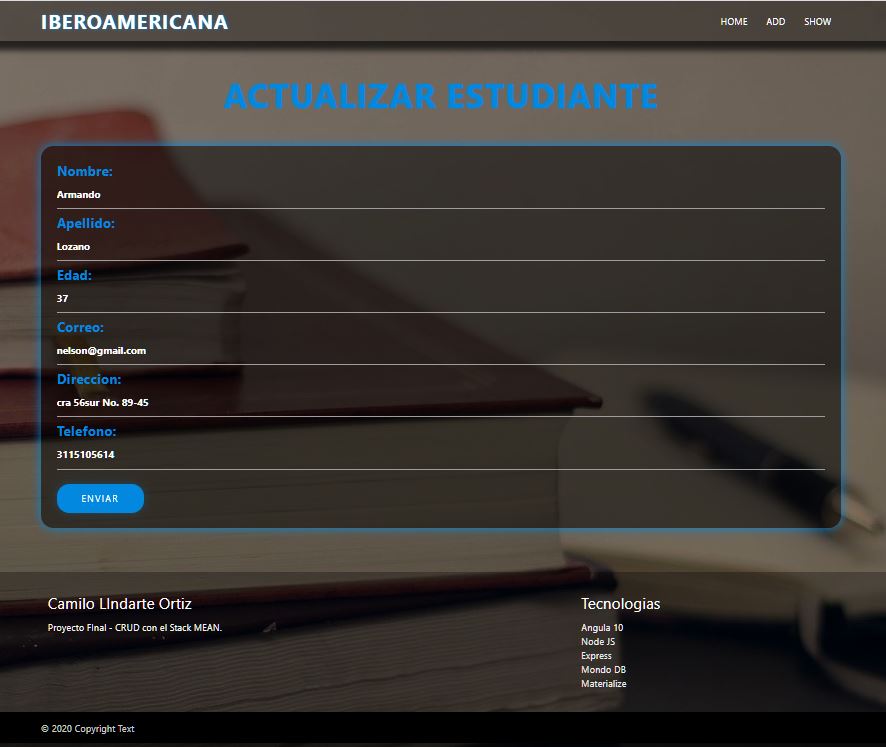 IBEROAMERICANA
HOME ADD SHOW
ACTUALIZAR ESTUDIANTE
Nombre:
Armando
Apellido:
Lozano
Edad:
37
Correo:
nelson@gmail.com
Direccion:
cra 56sur No. 89-45
Telefono:
3115105614
ENVIAR
Camilo LIndarte Ortiz
Proyecto Final - CRUD con el Stack MEAN.
Tecnologias
Angula 10
Node JS
Express
Mondo DB
Materialize
© 2020 Copyright Text